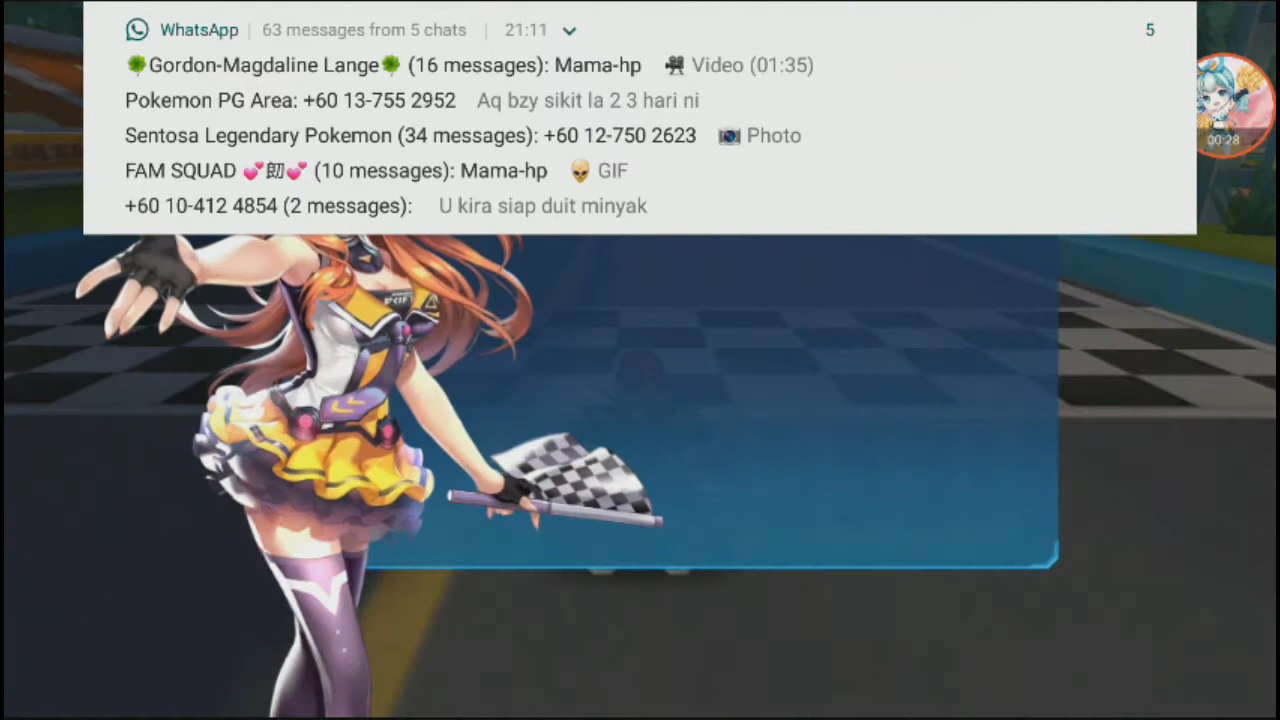 WhatsApp | 63 messages from 5 chats | 21:11
5
🍀Gordon-Magdaline Lange🍀 (16 messages): Mama-hp 🎥 Video (01:35)
Pokemon PG Area: +60 13-755 2952 Aq bzy sikit la 2 3 hari ni
Sentosa Legendary Pokemon (34 messages): +60 12-750 2623 📷 Photo
00:28
FAM SQUAD 💕㓛💕 (10 messages): Mama-hp 👾 GIF
+60 10-412 4854 (2 messages): U kira siap duit minyak